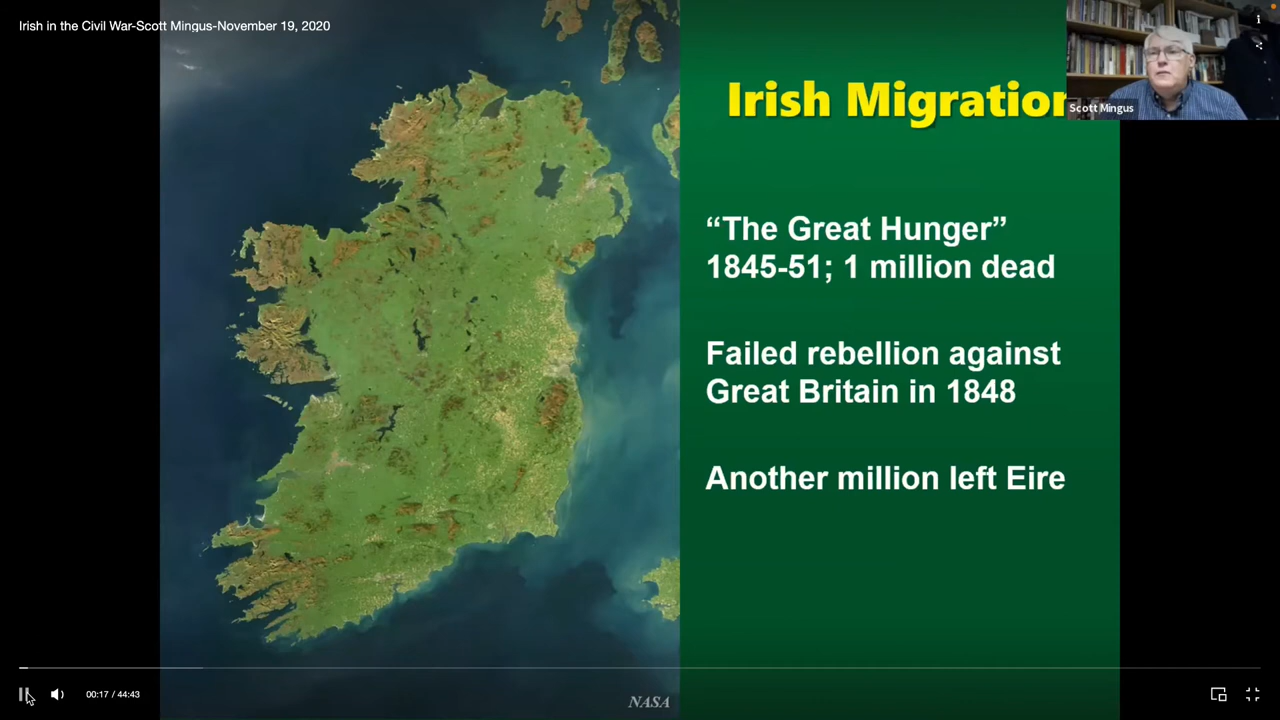 Irish in the Civil War-Scott Mingus-November 19, 2020
Irish Migration
Scott Mingus
“The Great Hunger”
1845-51; 1 million dead
Failed rebellion against
Great Britain in 1848
Another million left Eire
00:17 / 44:43
NASA